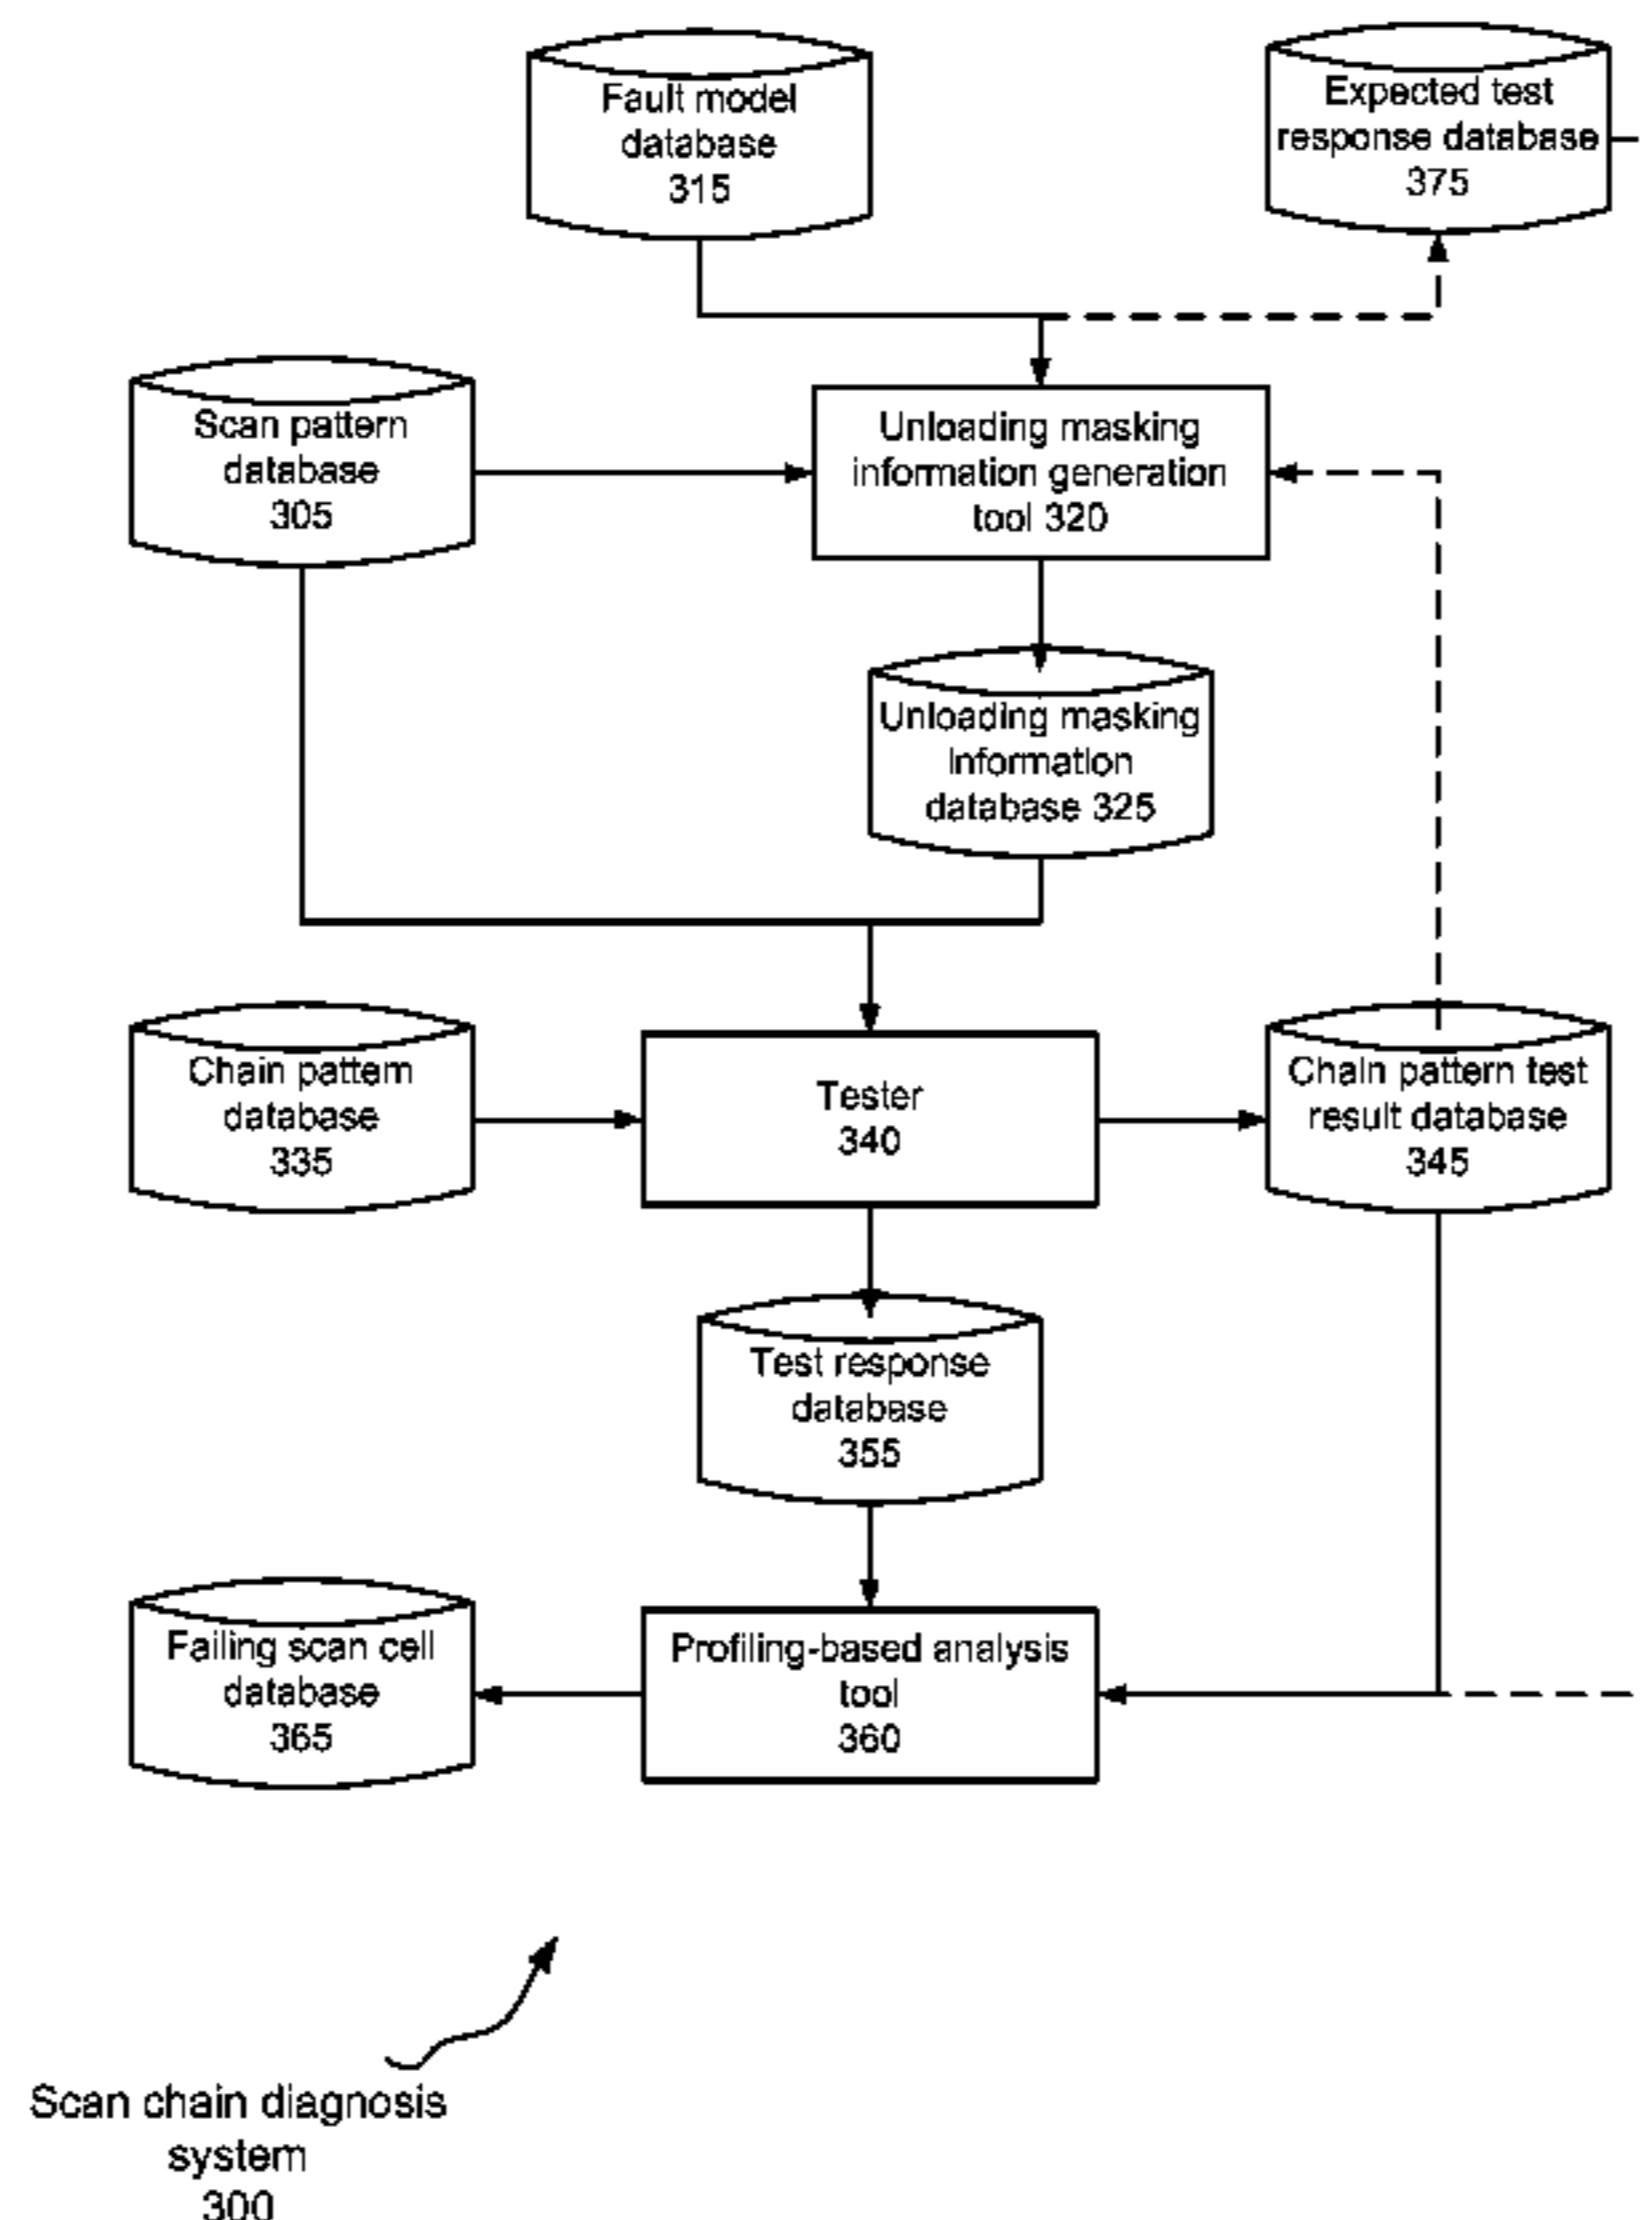 Fault model
database
315
Expected test
response database
375
Scan pattern
database
305
Unloading masking
information generation
tool 320
Unloading masking
information
database 325
Chain pattern
database
335
Tester
340
Chain pattern test
result database
345
Test response
database
355
Failing scan cell
database
365
Profiling-based analysis
tool
360
Scan chain diagnosis
system
300